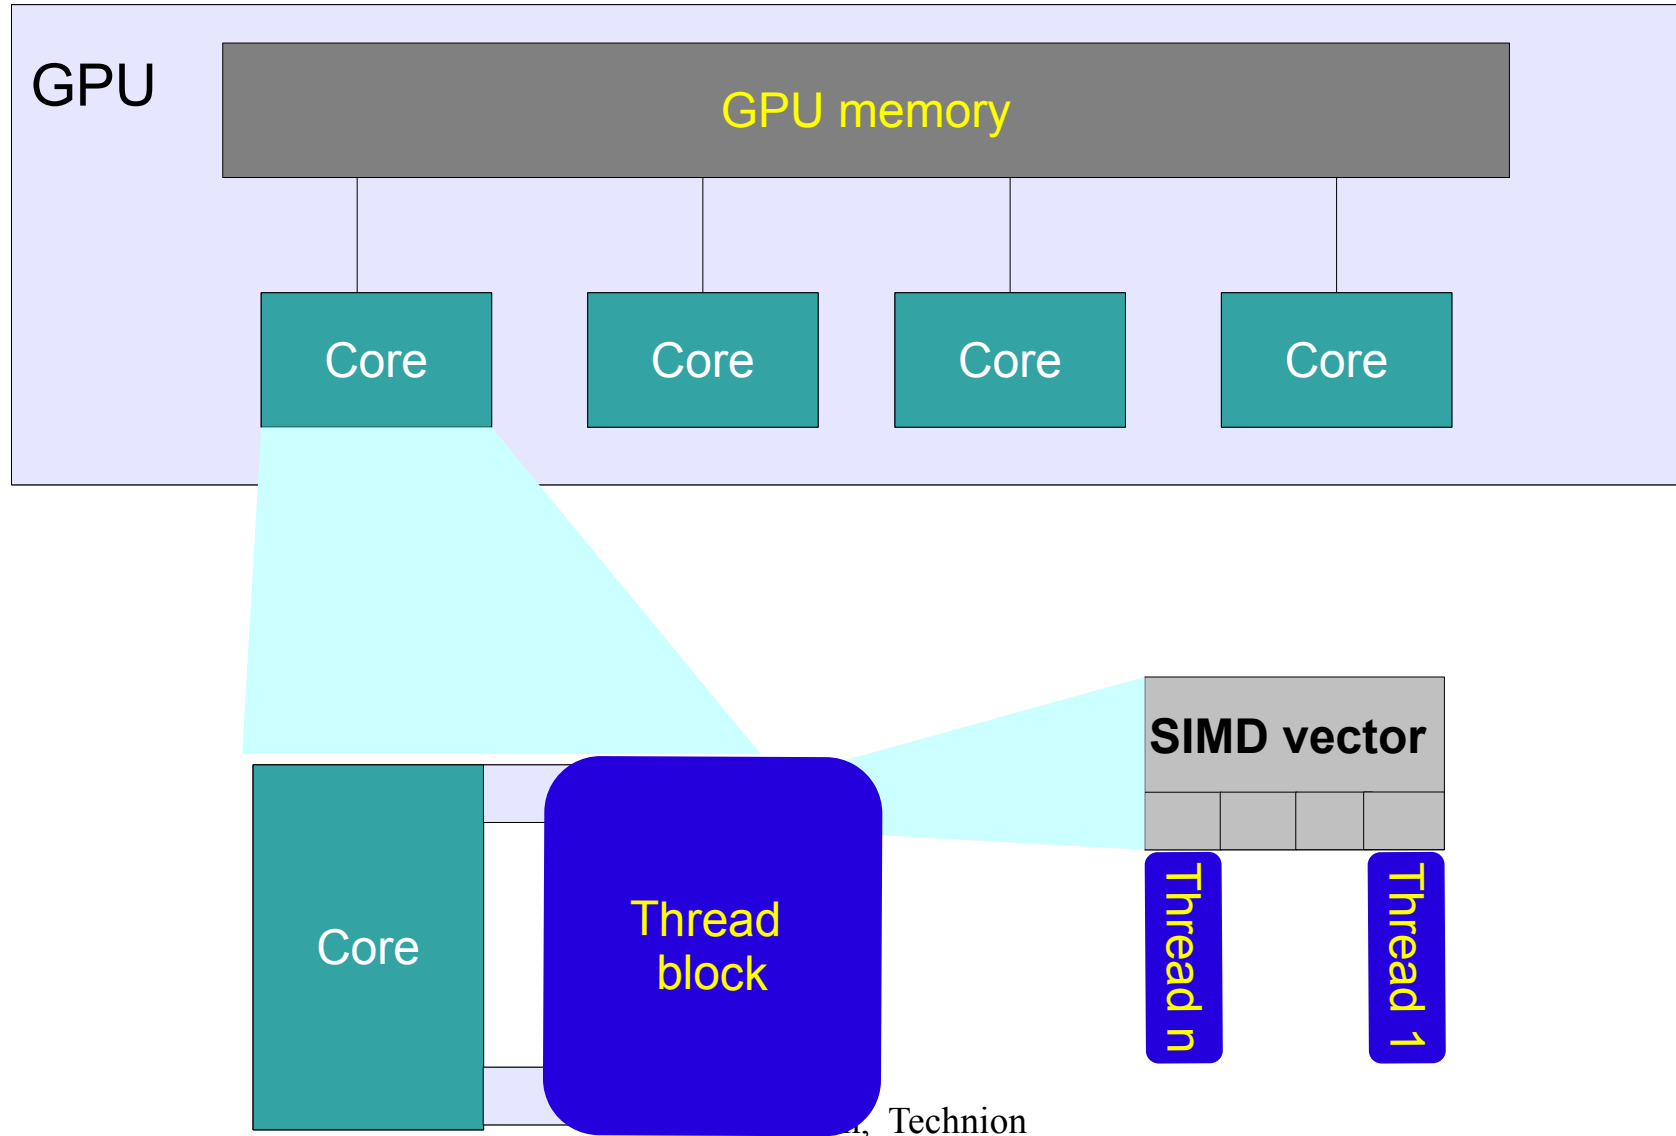 GPU
GPU memory
Core
Core
Core
Core
SIMD vector
Thread n
Thread 1
Core
Thread
block
, Technion